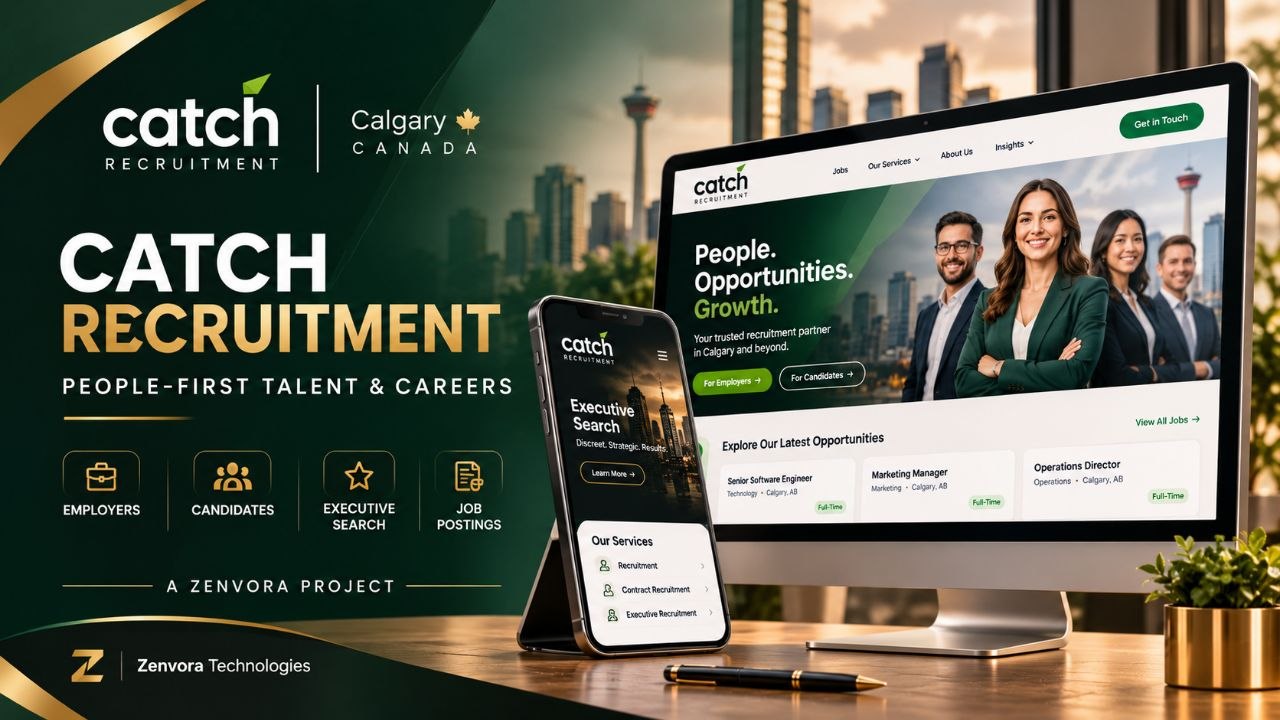 catch
RECRUITMENT
Calgary
CANADA
CATCH
RECRUITMENT
PEOPLE-FIRST TALENT & CAREERS
EMPLOYERS
CANDIDATES
EXECUTIVE
SEARCH
JOB
POSTINGS
A ZENVORA PROJECT
Z
Zenvora Technologies
catch
RECRUITMENT
Executive
Search
Discreet. Strategic. Results.
Learn More →
Our Services
Recruitment
Contract Recruitment
Executive Recruitment
catch
RECRUITMENT
Jobs
Our Services
About Us
Insights
Get in Touch
People.
Opportunities.
Growth.
Your trusted recruitment partner
in Calgary and beyond.
For Employers →
For Candidates →
Explore Our Latest Opportunities
View All Jobs →
Senior Software Engineer
Technology • Calgary, AB
Full-Time
Marketing Manager
Marketing • Calgary, AB
Full-Time
Operations Director
Operations • Calgary, AB
Full-Time